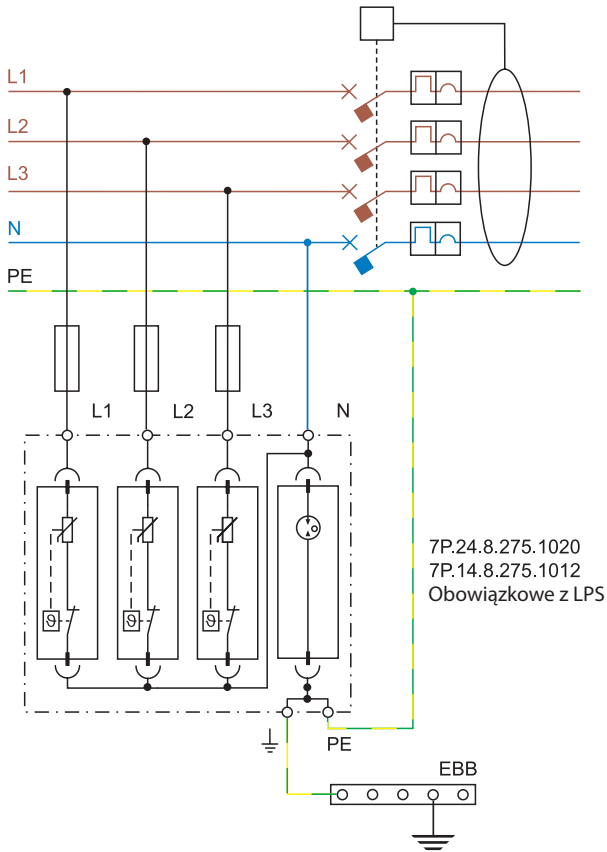 L1
L2
L3
N
PE
L1 L2 L3 N
ϑ ϑ ϑ
7P.24.8.275.1020
7P.14.8.275.1012
Obowiązkowe z LPS
PE
EBB